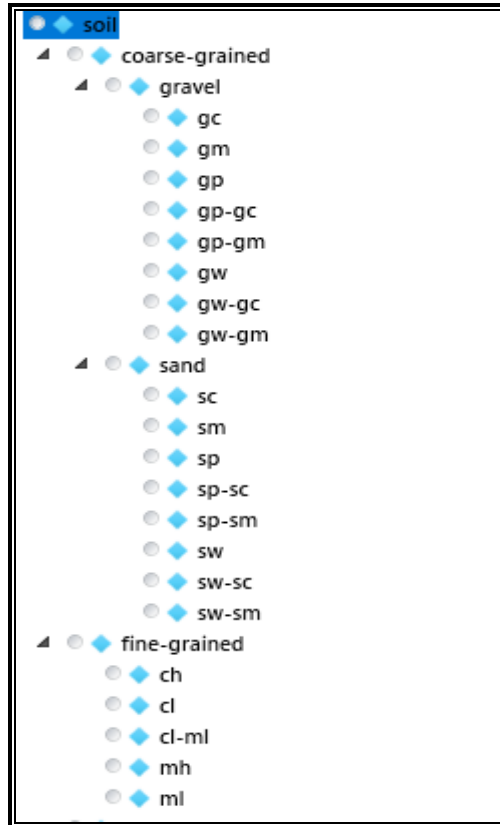 soil
coarse-grained
gravel
gc
gm
gp
gp-gc
gp-gm
gw
gw-gc
gw-gm
sand
sc
sm
sp
sp-sc
sp-sm
sw
sw-sc
sw-sm
fine-grained
ch
cl
cl-ml
mh
ml